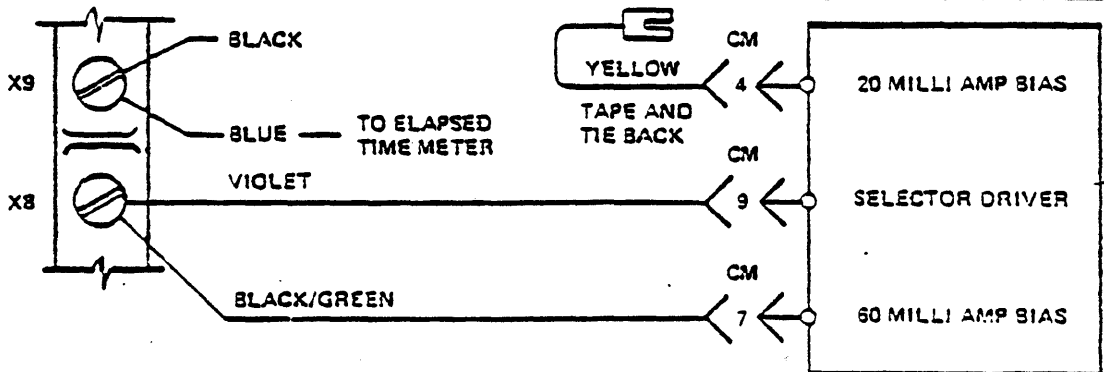 BLACK
CM
X9
YELLOW
4
20 MILLI AMP BIAS
BLUE
TO ELAPSED
TIME METER
TAPE AND
TIE BACK
CM
X8
VIOLET
9
SELECTOR DRIVER
CM
BLACK/GREEN
7
60 MILLI AMP BIAS